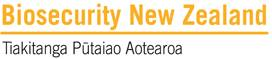 Biosecurity New Zealand
Tiakitanga Pūtaiao Aotearoa